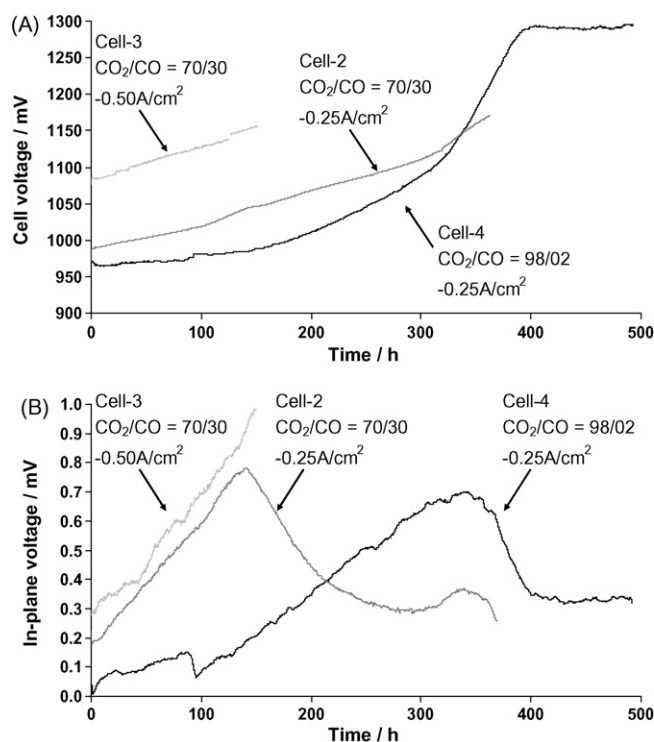 (A)
1300
1250
1200
1150
1100
1050
1000
950
900
Cell voltage / mV
Cell-3
CO₂/CO = 70/30
-0.50A/cm²
Cell-2
CO₂/CO = 70/30
-0.25A/cm²
Cell-4
CO₂/CO = 98/02
-0.25A/cm²
0 100 200 300 400 500
Time / h
(B)
1.0
0.9
0.8
0.7
0.6
0.5
0.4
0.3
0.2
0.1
0.0
In-plane voltage / mV
Cell-3
CO₂/CO = 70/30
-0.50A/cm²
Cell-2
CO₂/CO = 70/30
-0.25A/cm²
Cell-4
CO₂/CO = 98/02
-0.25A/cm²
0 100 200 300 400 500
Time / h